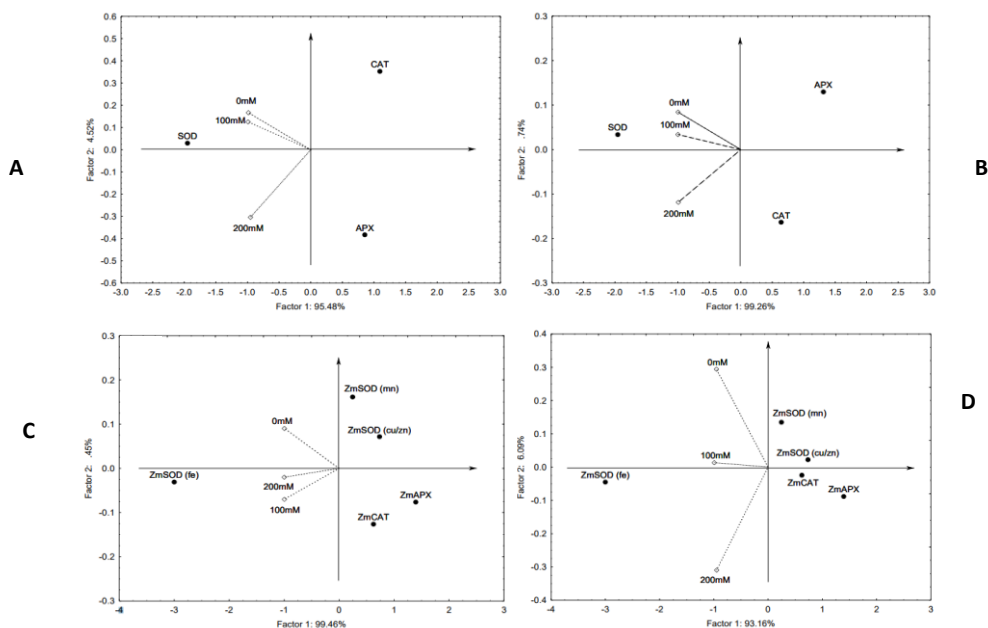 A
0.6
0.5
0.4
0.3
0.2
0.1
0.0
-0.1
-0.2
-0.3
-0.4
-0.5
-0.6
Factor 2: 4.52%
CAT
0mM
100mM
SOD
200mM
APX
-3.0 -2.5 -2.0 -1.5 -1.0 -0.5 0.0 0.5 1.0 1.5 2.0 2.5 3.0
Factor 1: 95.48%
B
0.3
0.2
0.1
0.0
-0.1
-0.2
-0.3
Factor 2: .74%
APX
0mM
100mM
SOD
200mM
CAT
-3.0 -2.5 -2.0 -1.5 -1.0 -0.5 0.0 0.5 1.0 1.5 2.0 2.5 3.0
Factor 1: 99.26%
C
0.3
0.2
0.1
0.0
-0.1
-0.2
-0.3
Factor 2: .45%
ZmSOD (mn)
0mM
ZmSOD (cu/zn)
ZmSOD (fe)
200mM
100mM
ZmAPX
ZmCAT
-4 -3 -2 -1 0 1 2 3 4
Factor 1: 99.46%
D
0.4
0.3
0.2
0.1
0.0
-0.1
-0.2
-0.3
-0.4
Factor 2: 6.09%
0mM
ZmSOD (mn)
100mM
ZmSOD (cu/zn)
ZmSOD (fe)
ZmCAT
ZmAPX
200mM
-4 -3 -2 -1 0 1 2 3
Factor 1: 93.16%